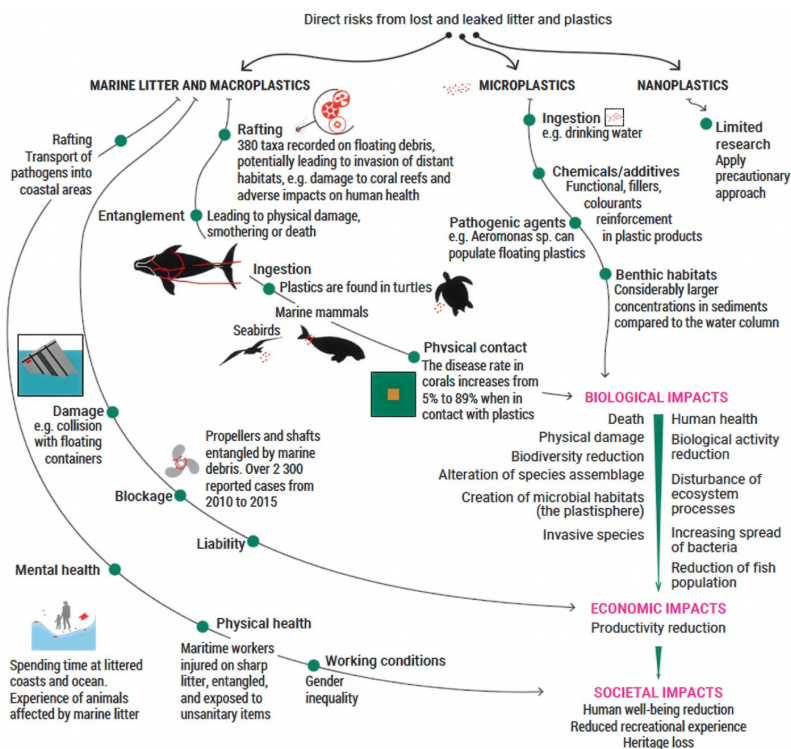 Direct risks from lost and leaked litter and plastics
MARINE LITTER AND MACROPLASTICS
MICROPLASTICS
NANOPLASTICS
Rafting
Transport of
pathogens into
coastal areas
Rafting
380 taxa recorded on floating debris,
potentially leading to invasion of distant
habitats, e.g. damage to coral reefs and
adverse impacts on human health
Entanglement
Leading to physical damage,
smothering or death
Ingestion
Plastics are found in turtles
Marine mammals
Seabirds
Physical contact
The disease rate in
corals increases from
5% to 89% when in
contact with plastics
Ingestion
e.g. drinking water
Chemicals/additives
Functional, fillers,
colourants
reinforcement
in plastic products
Pathogenic agents
e.g. Aeromonas sp. can
populate floating plastics
Benthic habitats
Considerably larger
concentrations in sediments
compared to the water column
Limited
research
Apply
precautionary
approach
Damage
e.g. collision
with floating
containers
Propellers and shafts
entangled by marine
debris. Over 2 300
reported cases from
2010 to 2015
Blockage
Liability
BIOLOGICAL IMPACTS
Death
Physical damage
Biodiversity reduction
Alteration of species assemblage
Creation of microbial habitats
(the plastisphere)
Invasive species
Human health
Biological activity
reduction
Disturbance of
ecosystem
processes
Increasing spread
of bacteria
Reduction of fish
population
Mental health
Spending time at littered
coasts and ocean.
Experience of animals
affected by marine litter
Physical health
Maritime workers
injured on sharp
litter, entangled,
and exposed to
unsanitary items
Working conditions
Gender
inequality
ECONOMIC IMPACTS
Productivity reduction
SOCIETAL IMPACTS
Human well-being reduction
Reduced recreational experience
Heritage loss